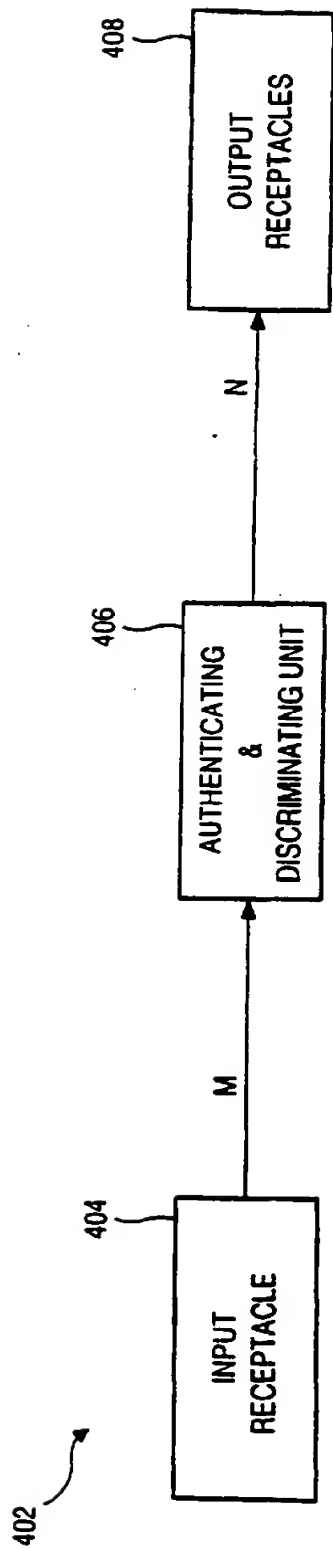 402
404
INPUT
RECEPTACLE
M
406
AUTHENTICATING
&
DISCRIMINATING UNIT
N
408
OUTPUT
RECEPTACLES